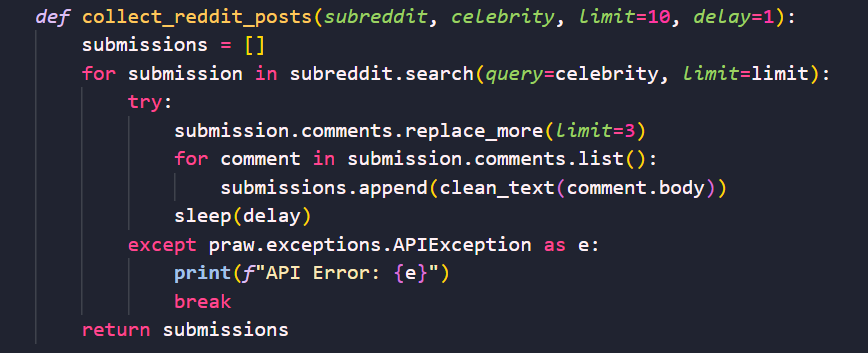 def collect_reddit_posts(subreddit, celebrity, limit=10, delay=1):
    submissions = []
    for submission in subreddit.search(query=celebrity, limit=limit):
        try:
            submission.comments.replace_more(limit=3)
            for comment in submission.comments.list():
                submissions.append(clean_text(comment.body))
            sleep(delay)
        except praw.exceptions.APIException as e:
            print(f"API Error: {e}")
            break
    return submissions